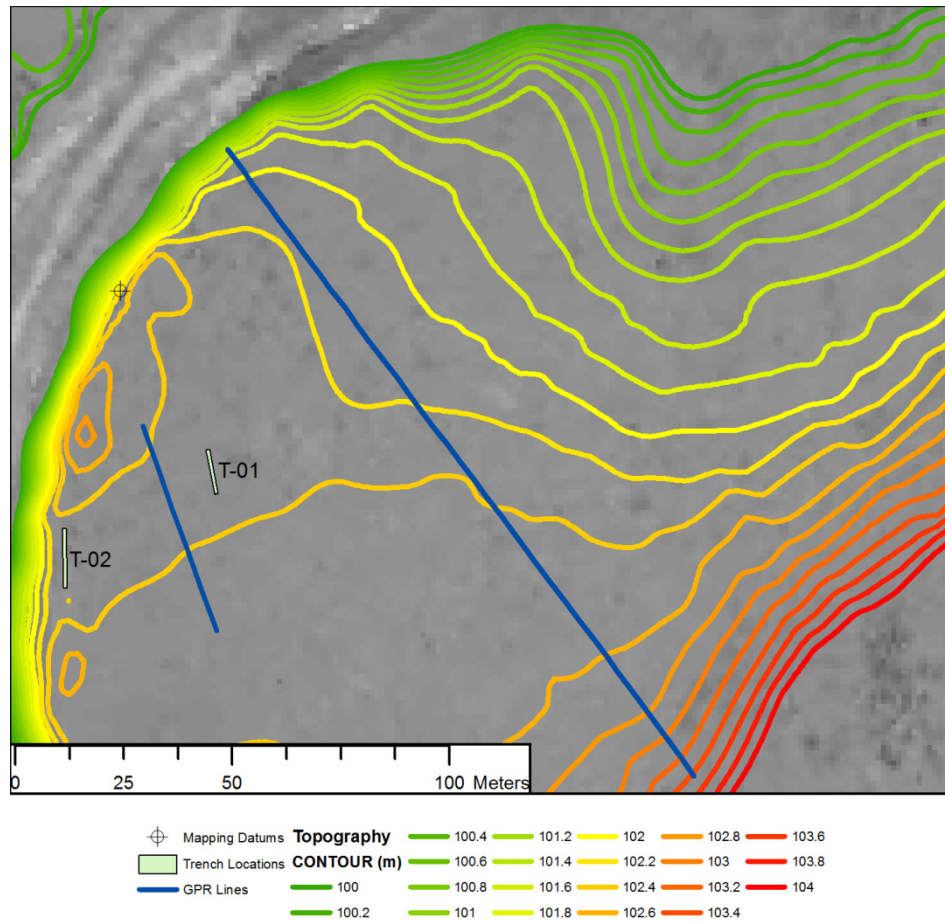 T-01
T-02
0 25 50 100 Meters
Mapping Datums
Trench Locations
GPR Lines
Topography
CONTOUR (m)
100
100.2
100.4
100.6
100.8
101
101.2
101.4
101.6
101.8
102
102.2
102.4
102.6
102.8
103
103.2
103.4
103.6
103.8
104